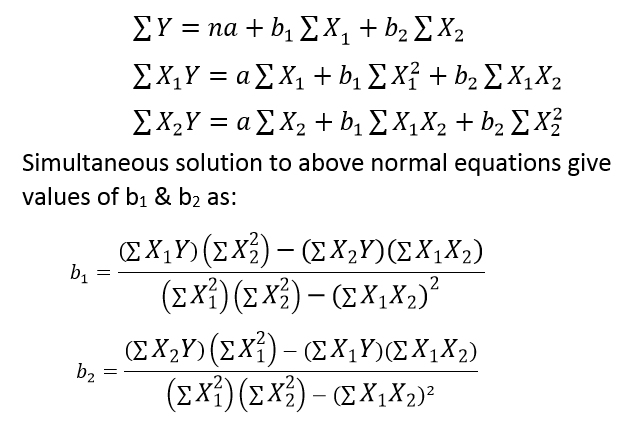 ∑Y = na + b₁ ∑X₁ + b₂ ∑X₂
∑X₁Y = a ∑X₁ + b₁ ∑X₁² + b₂ ∑X₁X₂
∑X₂Y = a ∑X₂ + b₁ ∑X₁X₂ + b₂ ∑X₂²
Simultaneous solution to above normal equations give
values of b₁ & b₂ as:
b₁ = ((∑X₁Y)(∑X₂²) − (∑X₂Y)(∑X₁X₂)) / ((∑X₁²)(∑X₂²) − (∑X₁X₂)²)
b₂ = ((∑X₂Y)(∑X₁²) − (∑X₁Y)(∑X₁X₂)) / ((∑X₁²)(∑X₂²) − (∑X₁X₂)²)